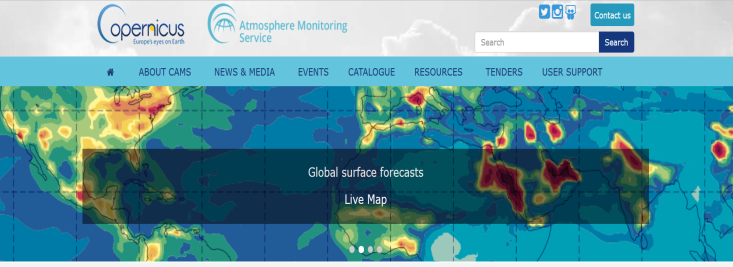 Copernicus
Europe's eyes on Earth
Atmosphere Monitoring
Service
Contact us
Search
Search
ABOUT CAMS
NEWS & MEDIA
EVENTS
CATALOGUE
RESOURCES
TENDERS
USER SUPPORT
Global surface forecasts
Live Map